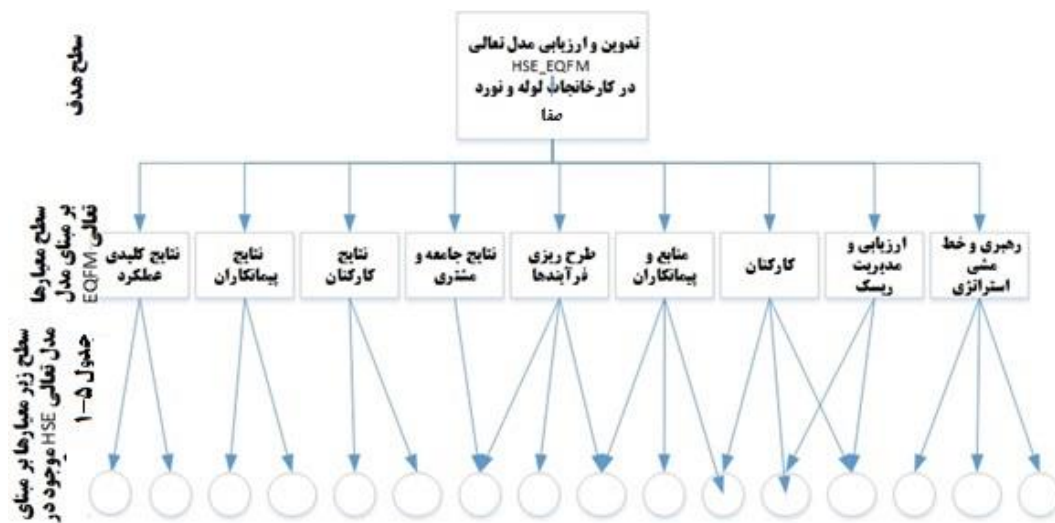 تدوین و ارزیابی مدل تعالی
HSE_EQFM
در کارخانجات لوله و نورد
صفا
سطح هدف
رهبری و خط
مشی
استراتژی
ارزیابی و
مدیریت
ریسک
کارکنان
منابع و
پیمانکاران
طرح ریزی
فرآیندها
نتایج جامعه و
مشتری
نتایج
کارکنان
نتایج
پیمانکاران
نتایج کلیدی
عملکرد
سطح معیارها
بر مبنای مدل
تعالی EQFM
سطح زیر معیارها بر مبنای
مدل تعالی HSE موجود در
جدول ۵-۱